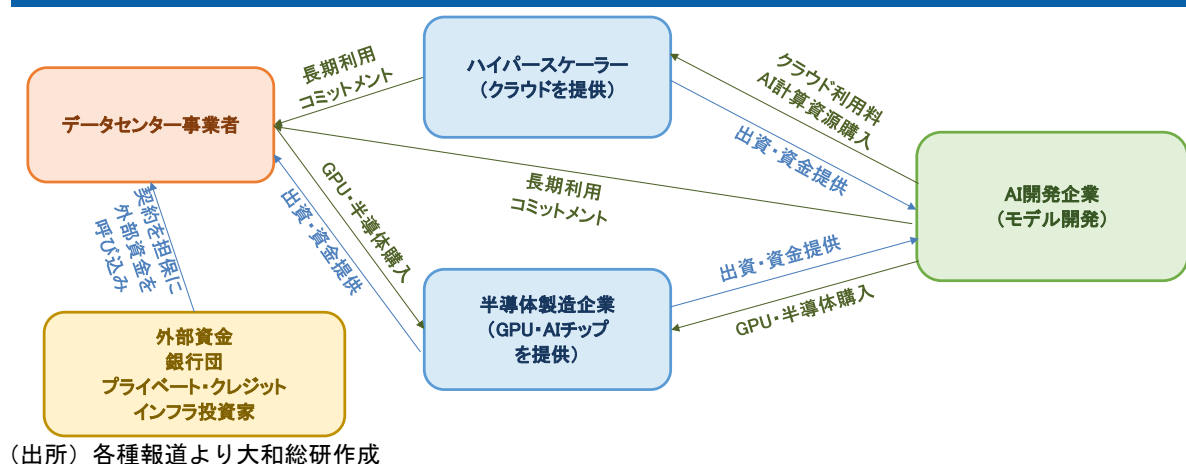 ハイパースケーラー
（クラウドを提供）
長期利用
コミットメント
クラウド利用料
AI計算資源購入
データセンター事業者
出資・資金提供
AI開発企業
（モデル開発）
長期利用
コミットメント
GPU・半導体購入
出資・資金提供
契約を担保に
外部資金を
呼び込み
出資・資金提供
半導体製造企業
（GPU・AIチップ
を提供）
GPU・半導体購入
外部資金
銀行団
プライベート・クレジット
インフラ投資家
（出所）各種報道より大和総研作成